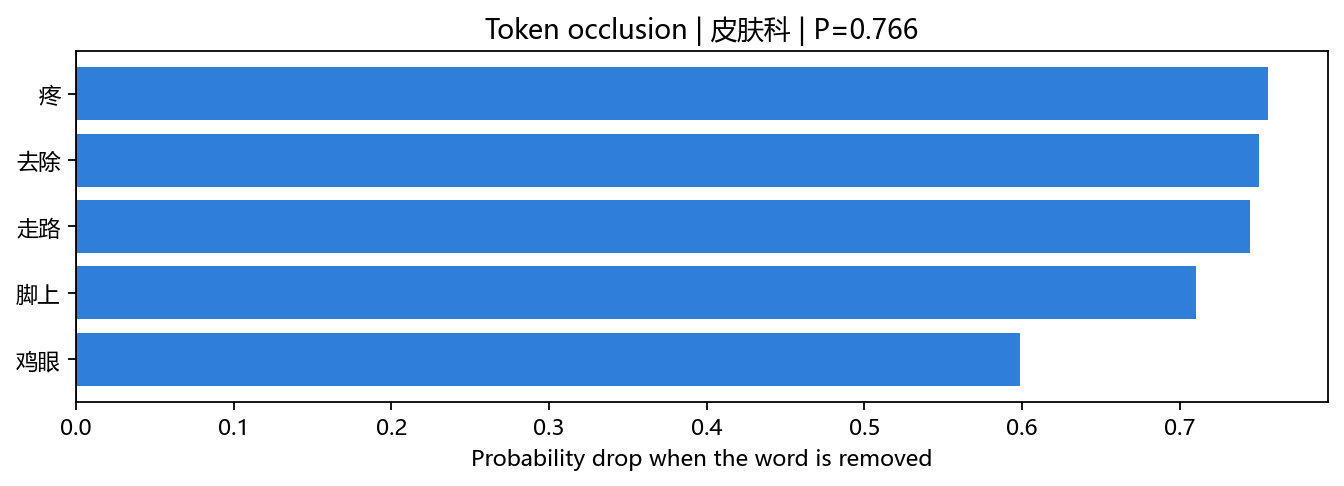 Token occlusion | 皮肤科 | P=0.766
疼
去除
走路
脚上
鸡眼
0.0 0.1 0.2 0.3 0.4 0.5 0.6 0.7
Probability drop when the word is removed